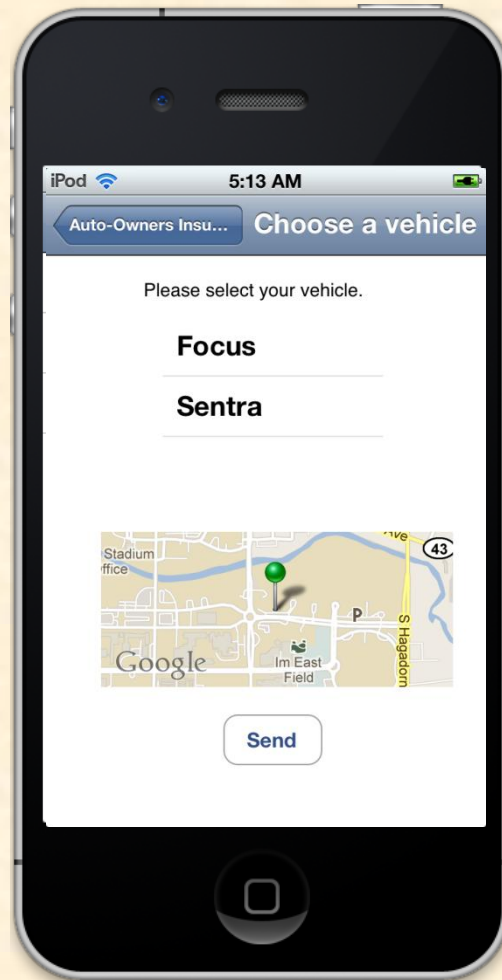 iPod 5:13 AM
Auto-Owners Insu... Choose a vehicle
Please select your vehicle.
Focus
Sentra
Ave
43
Stadium
ffice
P
S Hagadorn
Google
Im East
Field
Send